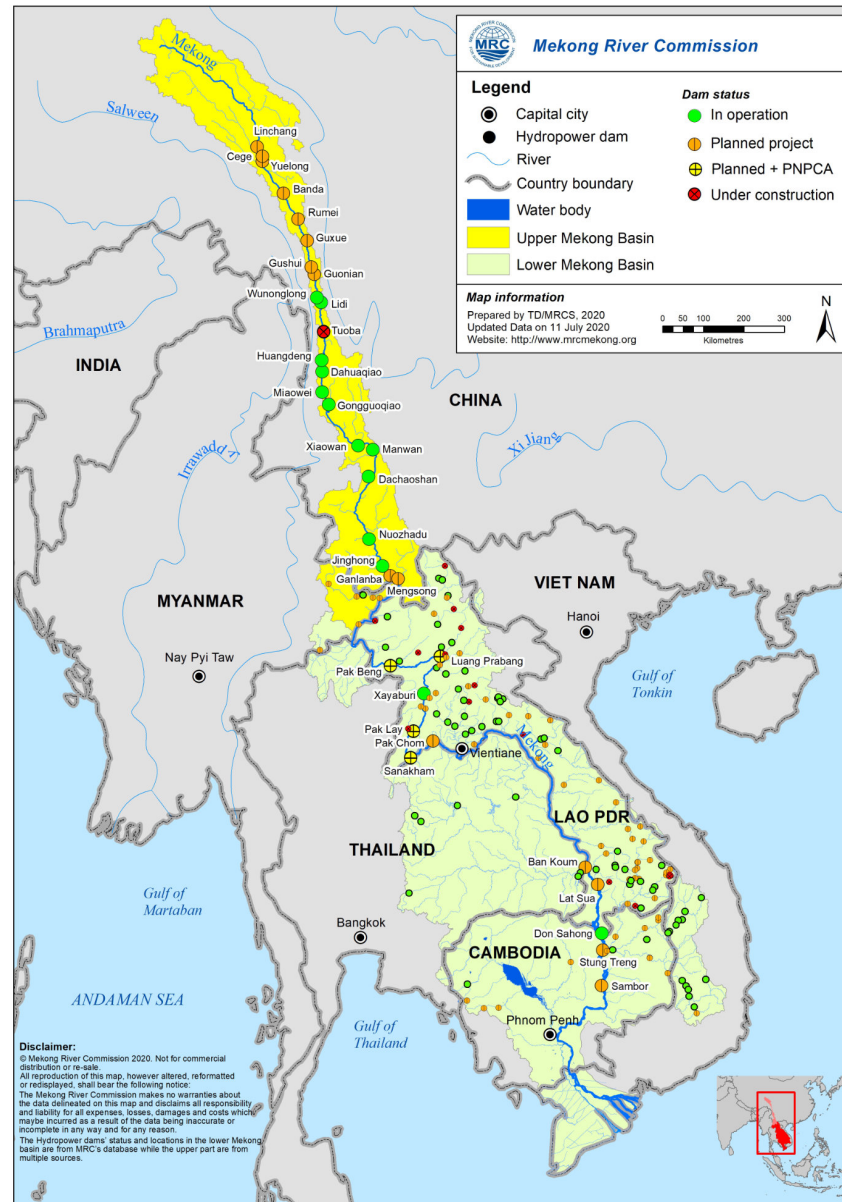 MEKONG RIVER COMMISSION
MRC
FOR SUSTAINABLE DEVELOPMENT
Mekong River Commission
Legend
Capital city
Hydropower dam
River
Country boundary
Water body
Upper Mekong Basin
Lower Mekong Basin
Dam status
In operation
Planned project
Planned + PNPCA
Under construction
Map information
Prepared by TD/MRCS, 2020
Updated Data on 11 July 2020
Website: http://www.mrcmekong.org
N
0 50 100 200 300
Kilometres
Mekong
Salween
Linchang
Cege
Yuelong
Banda
Rumei
Guxue
Gushui
Guonian
Wunonglong
Lidi
Tuoba
Brahmaputra
INDIA
Huangdeng
Dahuaqiao
Miaowei
Gongguoqiao
CHINA
Xi Jiang
Irrawadd
Xiaowan
Manwan
Dachaoshan
Nuozhadu
Jinghong
Ganlanba
Mengsong
MYANMAR
VIET NAM
Hanoi
Nay Pyi Taw
Pak Beng
Luang Prabang
Gulf of
Tonkin
Xayaburi
Pak Lay
Pak Chom
Sanakham
Vientiane
Mekong
LAO PDR
THAILAND
Ban Koum
Lat Sua
Gulf of
Martaban
Bangkok
Don Sahong
CAMBODIA
Stung Treng
Sambor
ANDAMAN SEA
Phnom Penh
Gulf of
Thailand
Disclaimer:
© Mekong River Commission 2020. Not for commercial
distribution or re-sale.
All reproduction of this map, however altered, reformatted
or redisplayed, shall bear the following notice:
The Mekong River Commission makes no warranties about
the data delineated on this map and disclaims all responsibility
and liability for all expenses, losses, damages and costs which
maybe incurred as a result of the data being inaccurate or
incomplete in any way and for any reason.
The Hydropower dams' status and locations in the lower Mekong
basin are from MRC's database while the upper part are from
multiple sources.